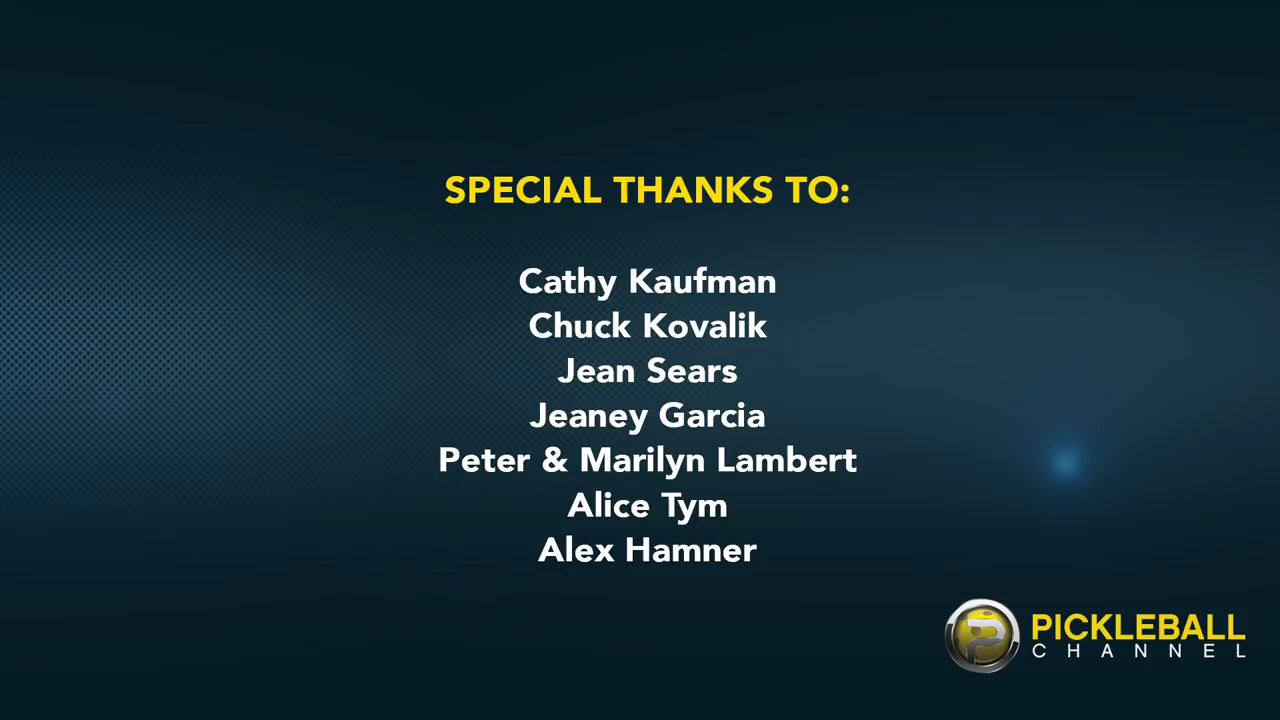 SPECIAL THANKS TO:
Cathy Kaufman
Chuck Kovalik
Jean Sears
Jeaney Garcia
Peter & Marilyn Lambert
Alice Tym
Alex Hamner
PICKLEBALL
CHANNEL